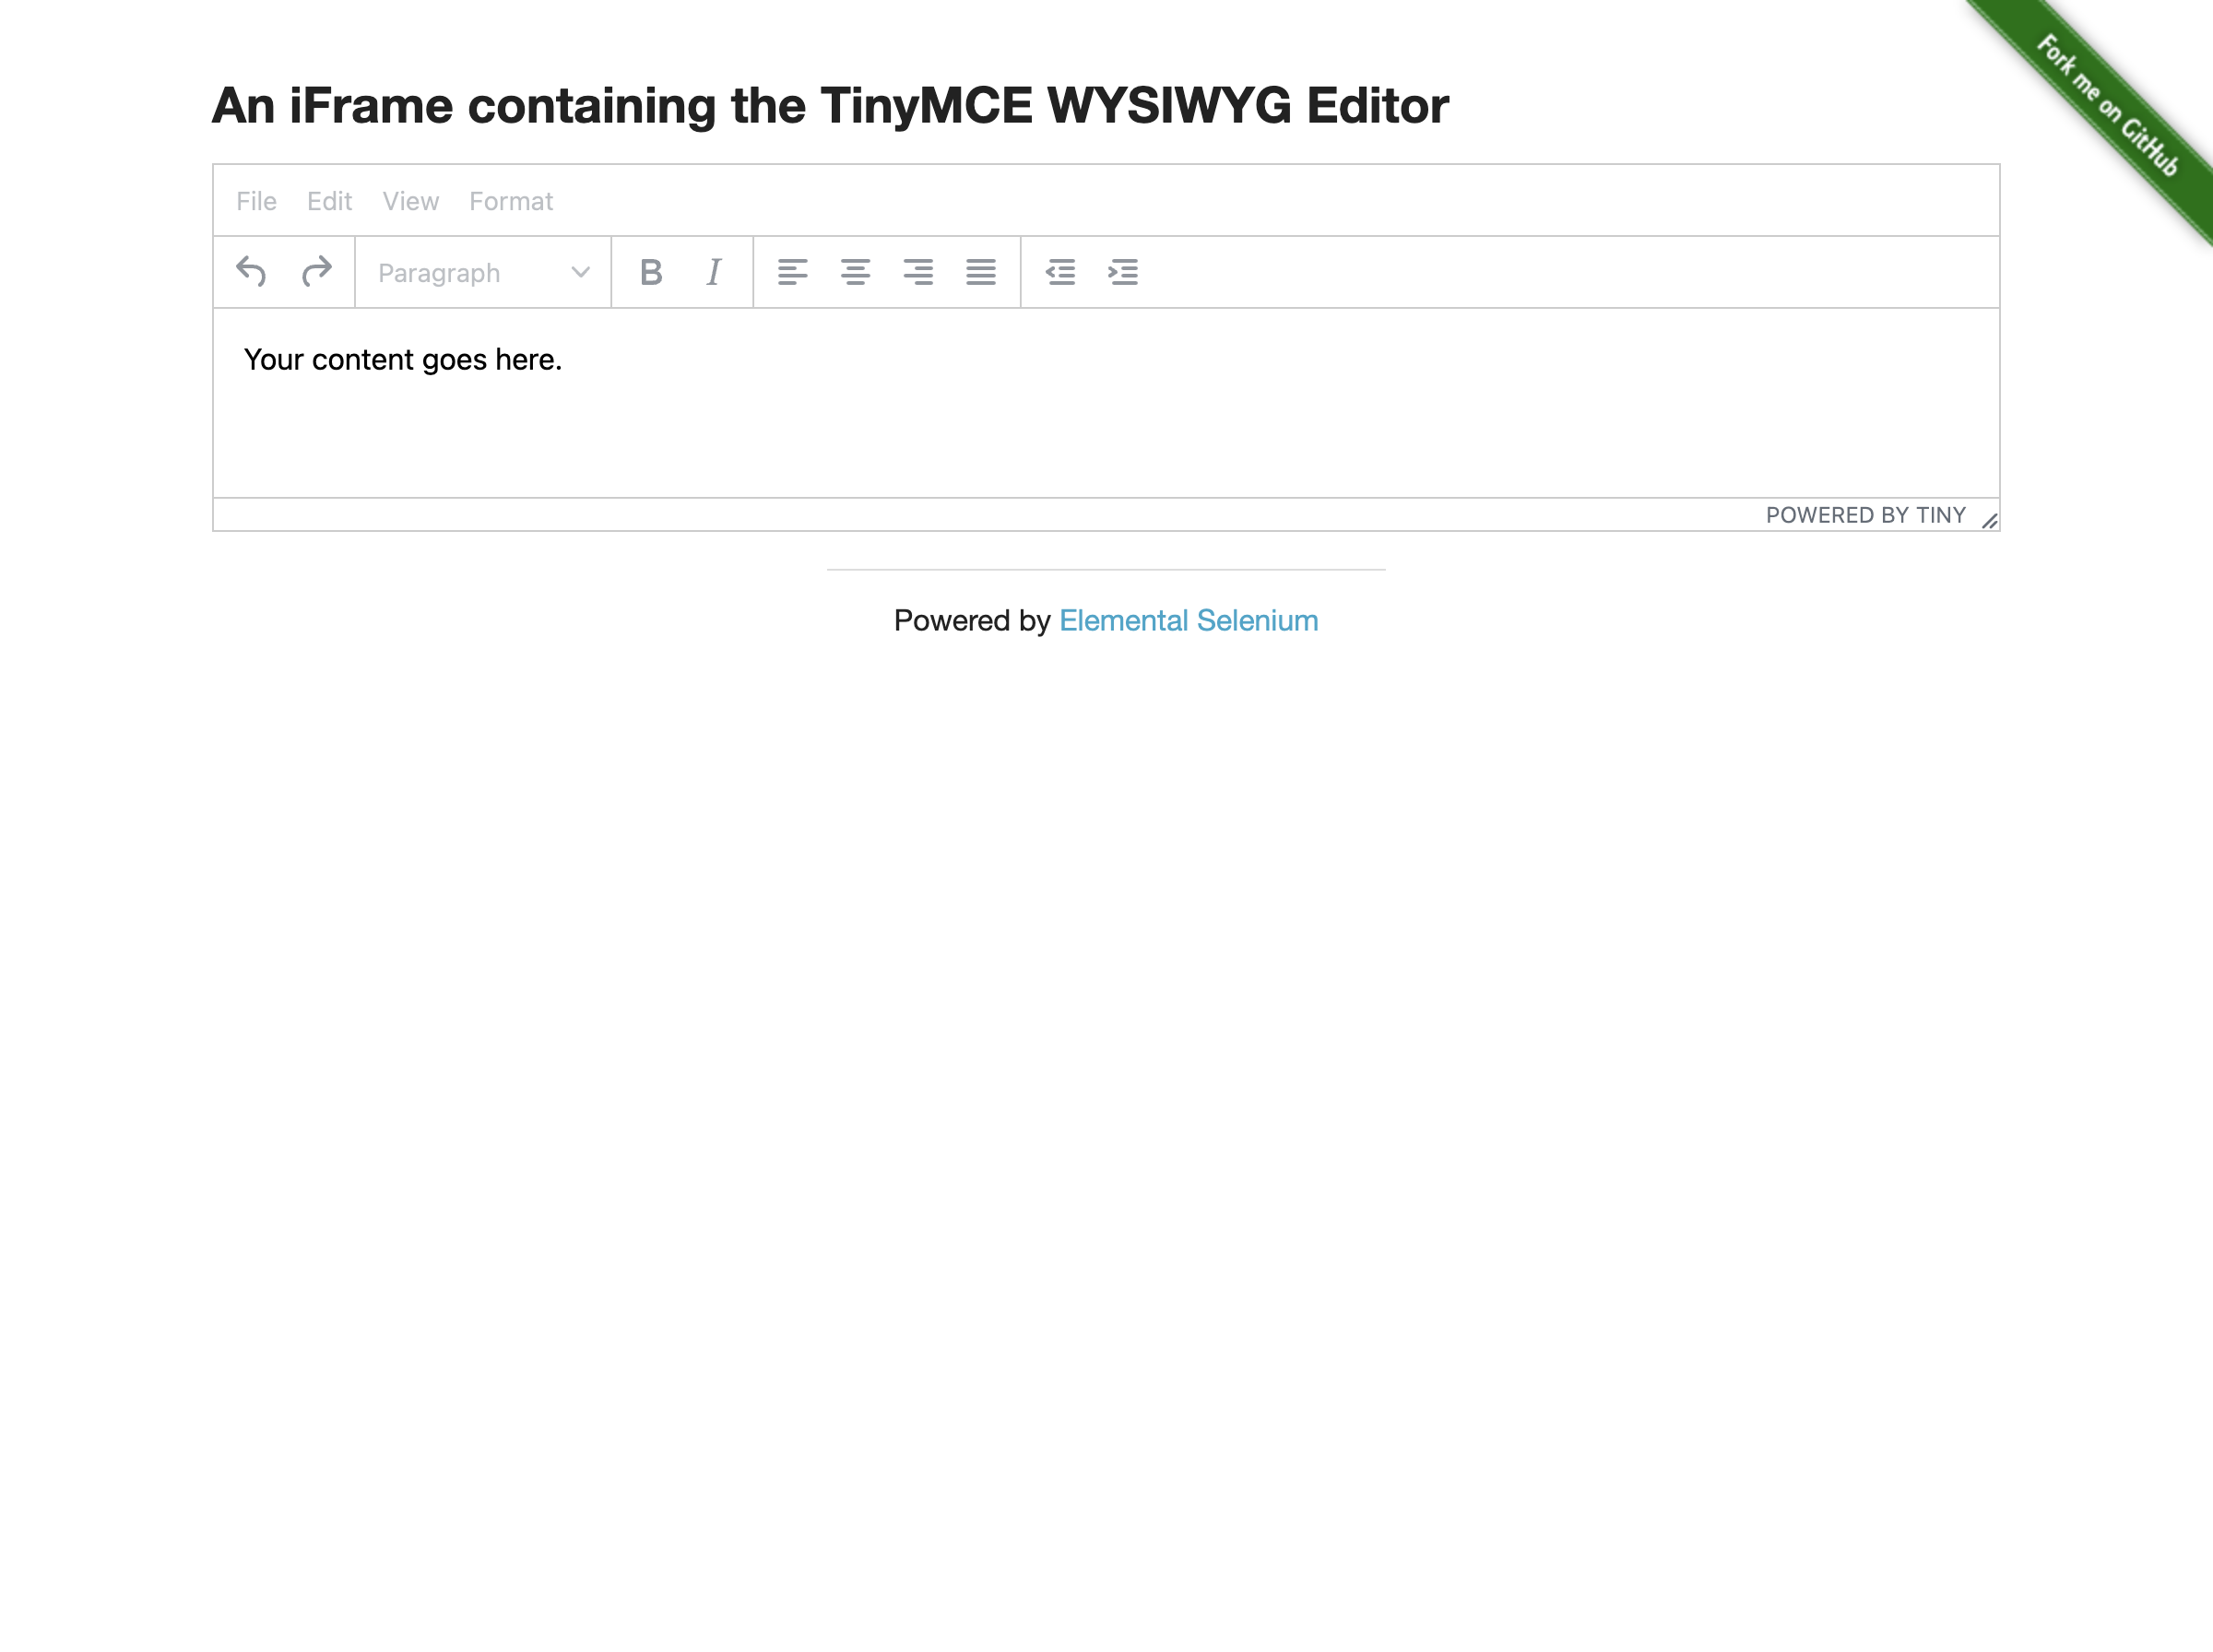 Fork me on GitHub
An iFrame containing the TinyMCE WYSIWYG Editor
File Edit View Format
Paragraph B I
Your content goes here.
POWERED BY TINY
Powered by Elemental Selenium